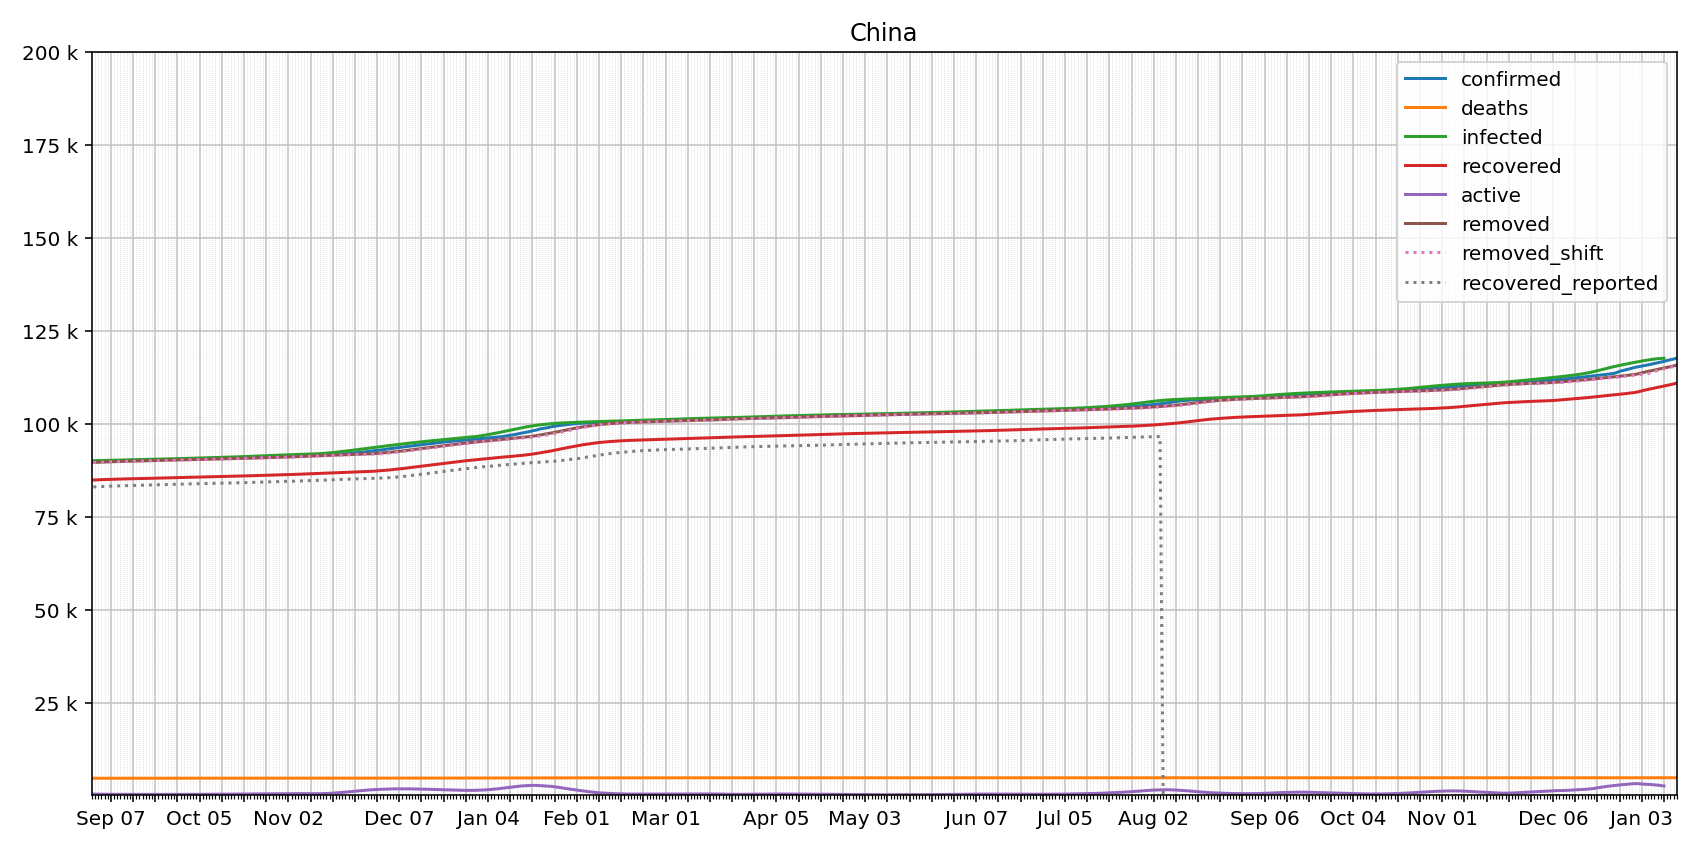 China
200 k
175 k
150 k
125 k
100 k
75 k
50 k
25 k
confirmed
deaths
infected
recovered
active
removed
removed_shift
recovered_reported
Sep 07 Oct 05 Nov 02 Dec 07 Jan 04 Feb 01 Mar 01 Apr 05 May 03 Jun 07 Jul 05 Aug 02 Sep 06 Oct 04 Nov 01 Dec 06 Jan 03